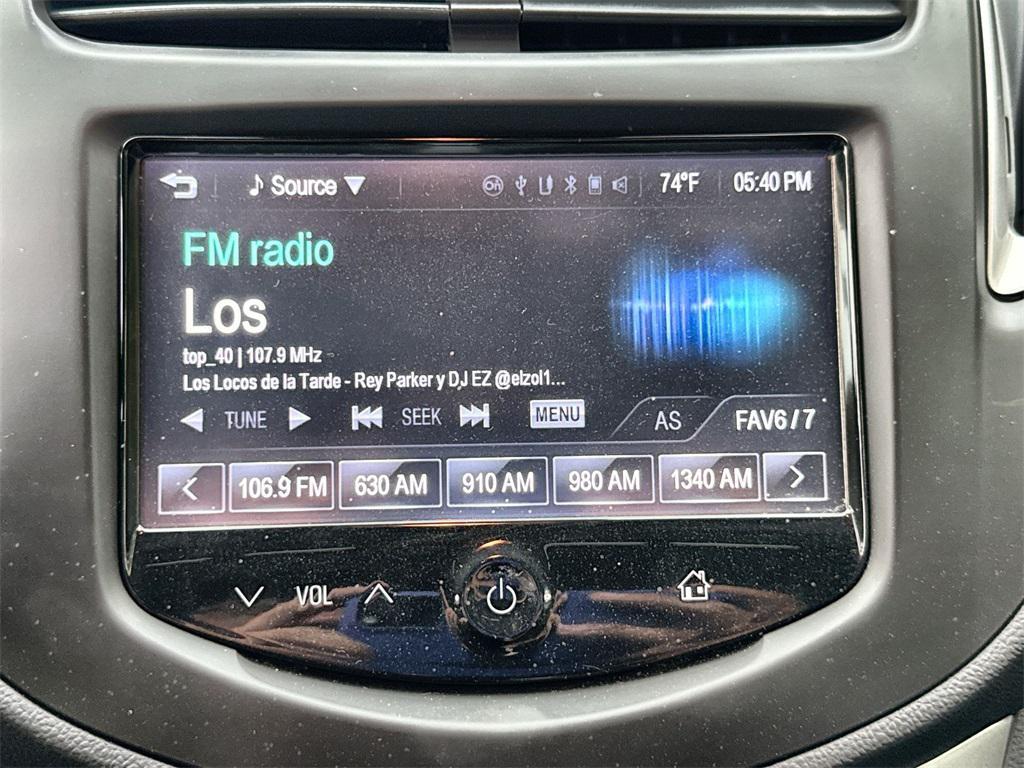 Source 74°F 05:40 PM
FM radio
Los
top_40 | 107.9 MHz
Los Locos de la Tarde - Rey Parker y DJ EZ @elzol1...
TUNE SEEK MENU AS FAV6 / 7
< 106.9 FM 630 AM 910 AM 980 AM 1340 AM >
VOL